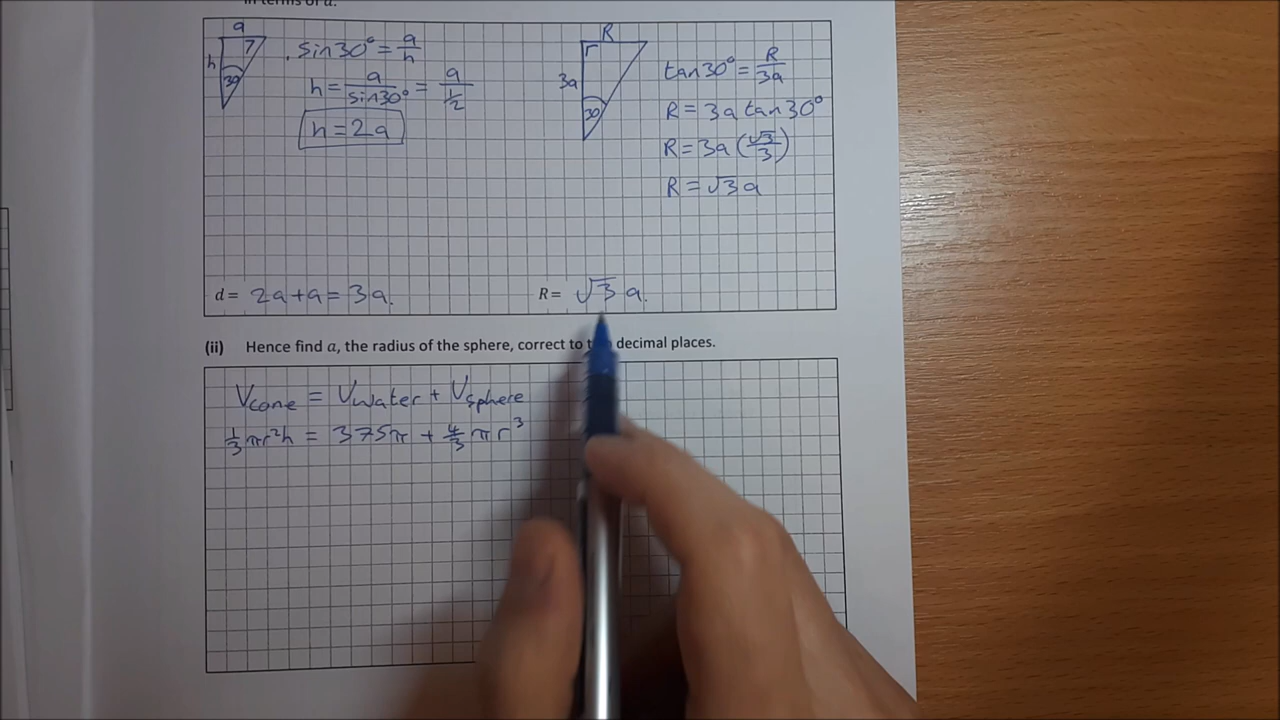 in terms of a.
a
h
30
sin30° = a/h
h = a/sin30° = a/½
h = 2a
R
3a
30
tan30° = R/3a
R = 3a tan30°
R = 3a(√3/3)
R = √3a
d = 2a+a = 3a.
R = √3 a.
(ii) Hence find a, the radius of the sphere, correct to decimal places.
Vcone = Vwater + Vsphere
⅓πr²h = 375π + 4/3 πr³